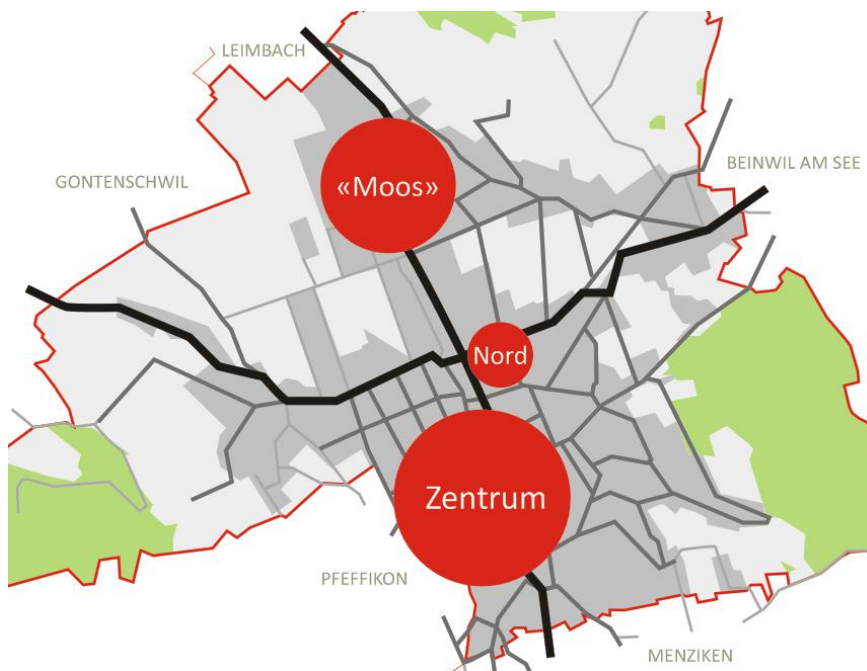 LEIMBACH
«Moos»
BEINWIL AM SEE
GONTENSCHWIL
Nord
Zentrum
PFEFFIKON
MENZIKEN